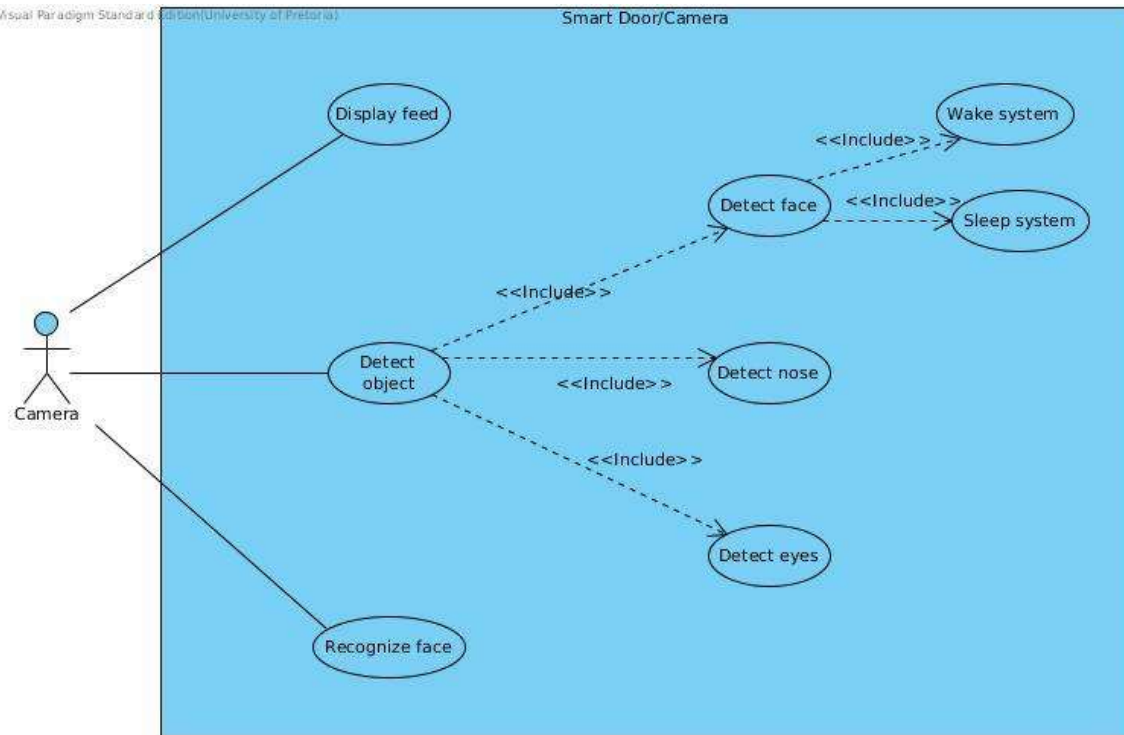 Visual Paradigm Standard Edition(University of Pretoria)
Smart Door/Camera
Display feed
Wake system
<<Include>>
Detect face
<<Include>>
Sleep system
<<Include>>
Detect
object
<<Include>>
Detect nose
Camera
<<Include>>
Detect eyes
Recognize face